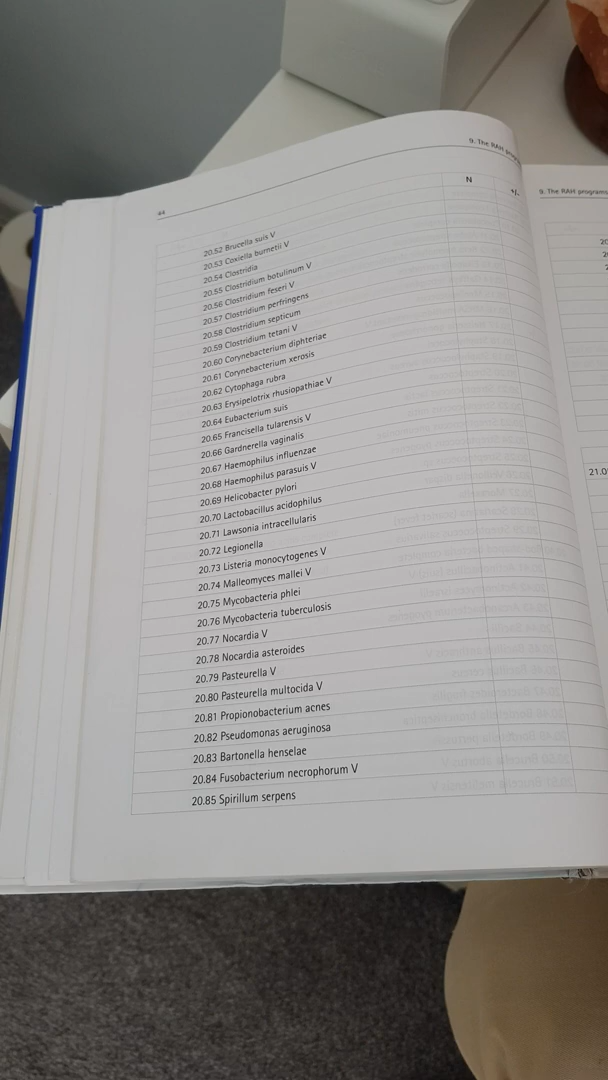 44
9. The RAH
N
+/-
20.52 Brucella suis V
20.53 Coxiella burnetii V
20.54 Clostridia
20.55 Clostridium botulinum V
20.56 Clostridium feseri V
20.57 Clostridium perfringens
20.58 Clostridium septicum
20.59 Clostridium tetani V
20.60 Corynebacterium diphteriae
20.61 Corynebacterium xerosis
20.62 Cytophaga rubra
20.63 Erysipelotrix rhusiopathiae V
20.64 Eubacterium suis
20.65 Francisella tularensis V
20.66 Gardnerella vaginalis
20.67 Haemophilus influenzae
20.68 Haemophilus parasuis V
20.69 Helicobacter pylori
20.70 Lactobacillus acidophilus
20.71 Lawsonia intracellularis
20.72 Legionella
20.73 Listeria monocytogenes V
20.74 Malleomyces mallei V
20.75 Mycobacteria phlei
20.76 Mycobacteria tuberculosis
20.77 Nocardia V
20.78 Nocardia asteroides
20.79 Pasteurella V
20.80 Pasteurella multocida V
20.81 Propionobacterium acnes
20.82 Pseudomonas aeruginosa
20.83 Bartonella henselae
20.84 Fusobacterium necrophorum V
20.85 Spirillum serpens
9. The RAH
21.0